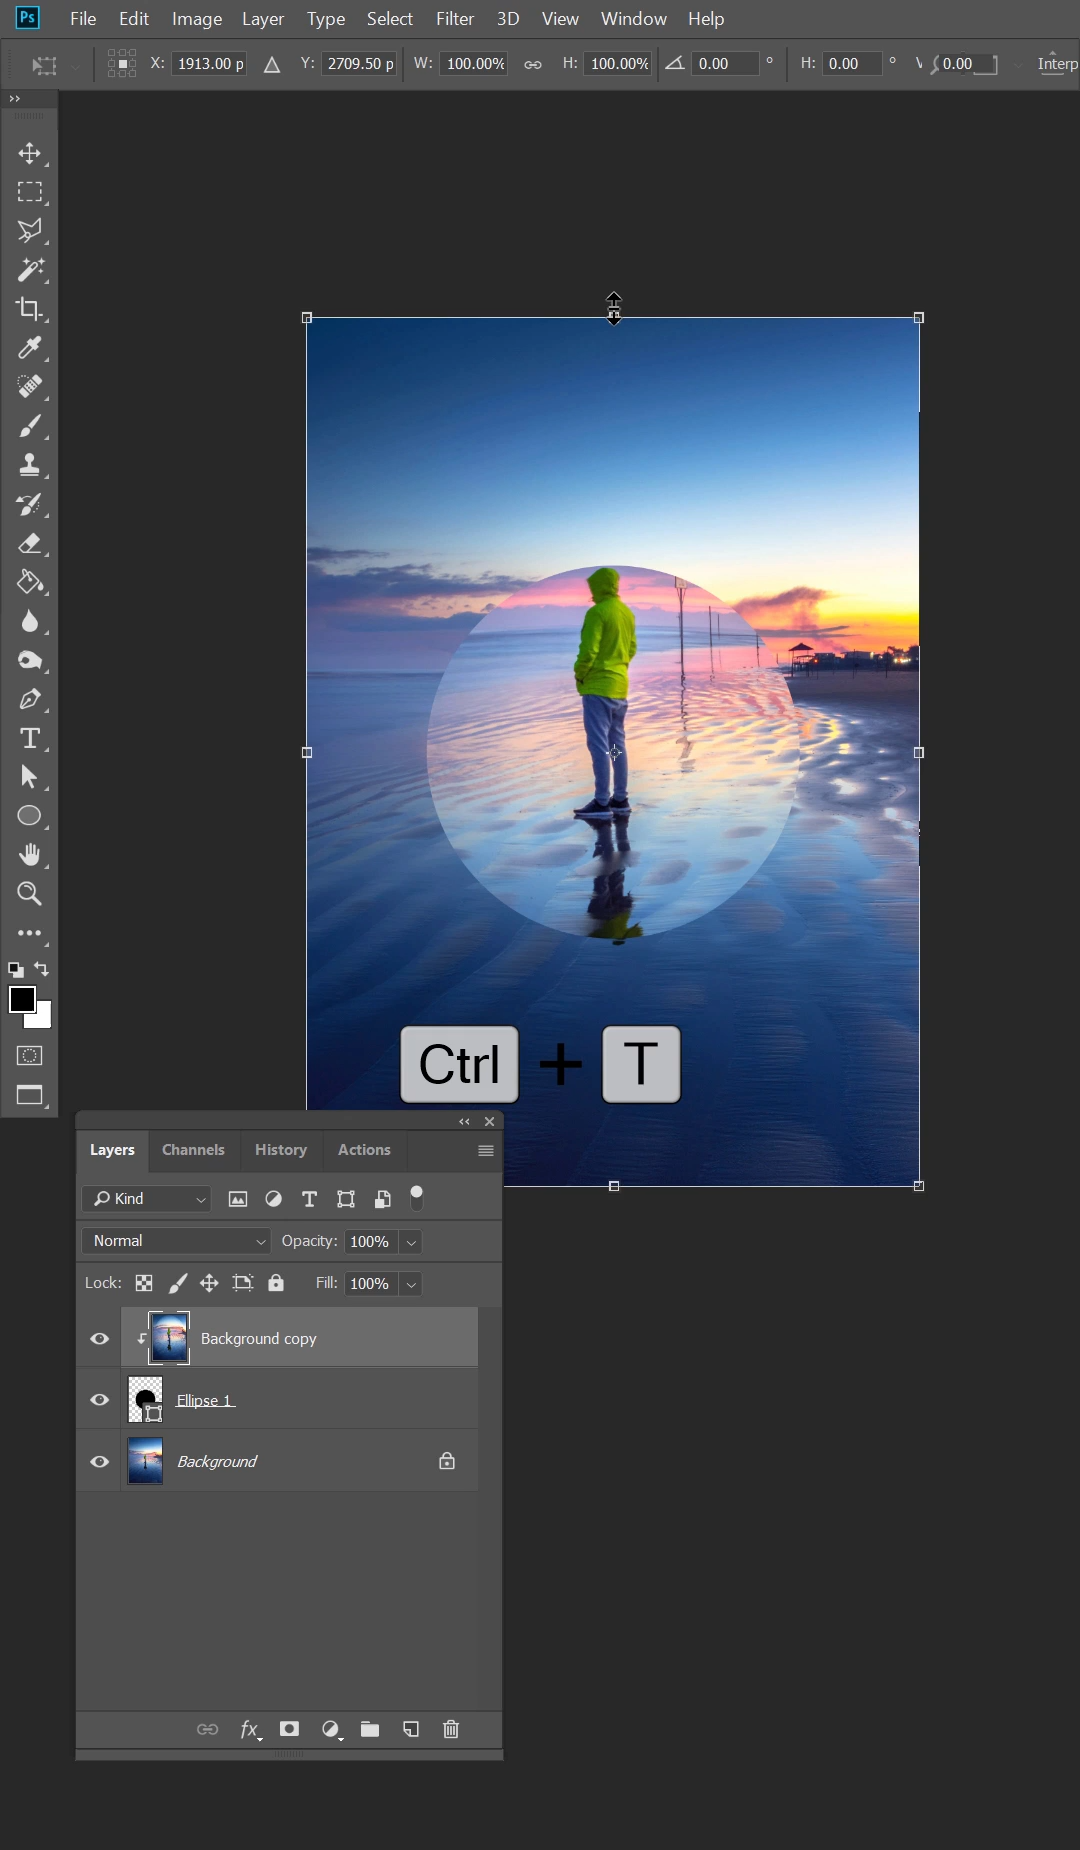 Ps File Edit Image Layer Type Select Filter 3D View Window Help
X: 1913.00 p Y: 2709.50 p W: 100.00% H: 100.00% 0.00 ° H: 0.00 ° V 0.00 Interp
Ctrl + T
Layers Channels History Actions
Kind
Normal Opacity: 100%
Lock: Fill: 100%
Background copy
Ellipse 1
Background
fx